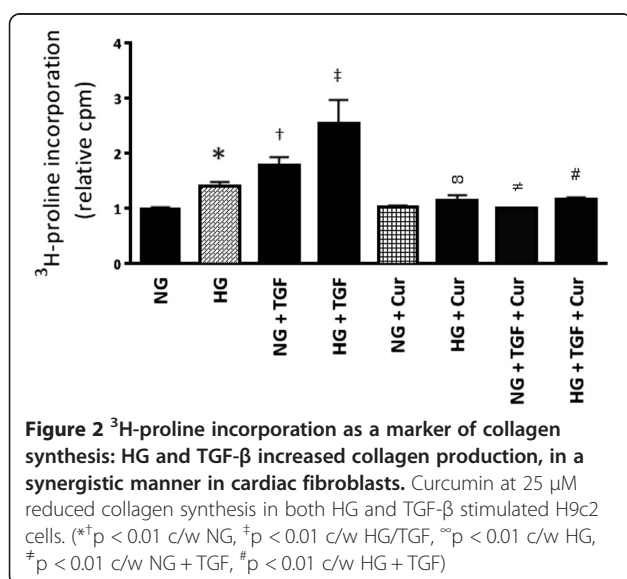 ³H-proline incorporation
(relative cpm)
4
3
2
1
0
*
†
‡
∞
≠
#
NG
HG
NG + TGF
HG + TGF
NG + Cur
HG + Cur
NG + TGF + Cur
HG + TGF + Cur
Figure 2 ³H-proline incorporation as a marker of collagen
synthesis: HG and TGF-β increased collagen production, in a
synergistic manner in cardiac fibroblasts. Curcumin at 25 μM
reduced collagen synthesis in both HG and TGF-β stimulated H9c2
cells. (*†p < 0.01 c/w NG, ‡p < 0.01 c/w HG/TGF, ∞p < 0.01 c/w HG,
≠p < 0.01 c/w NG + TGF, #p < 0.01 c/w HG + TGF)